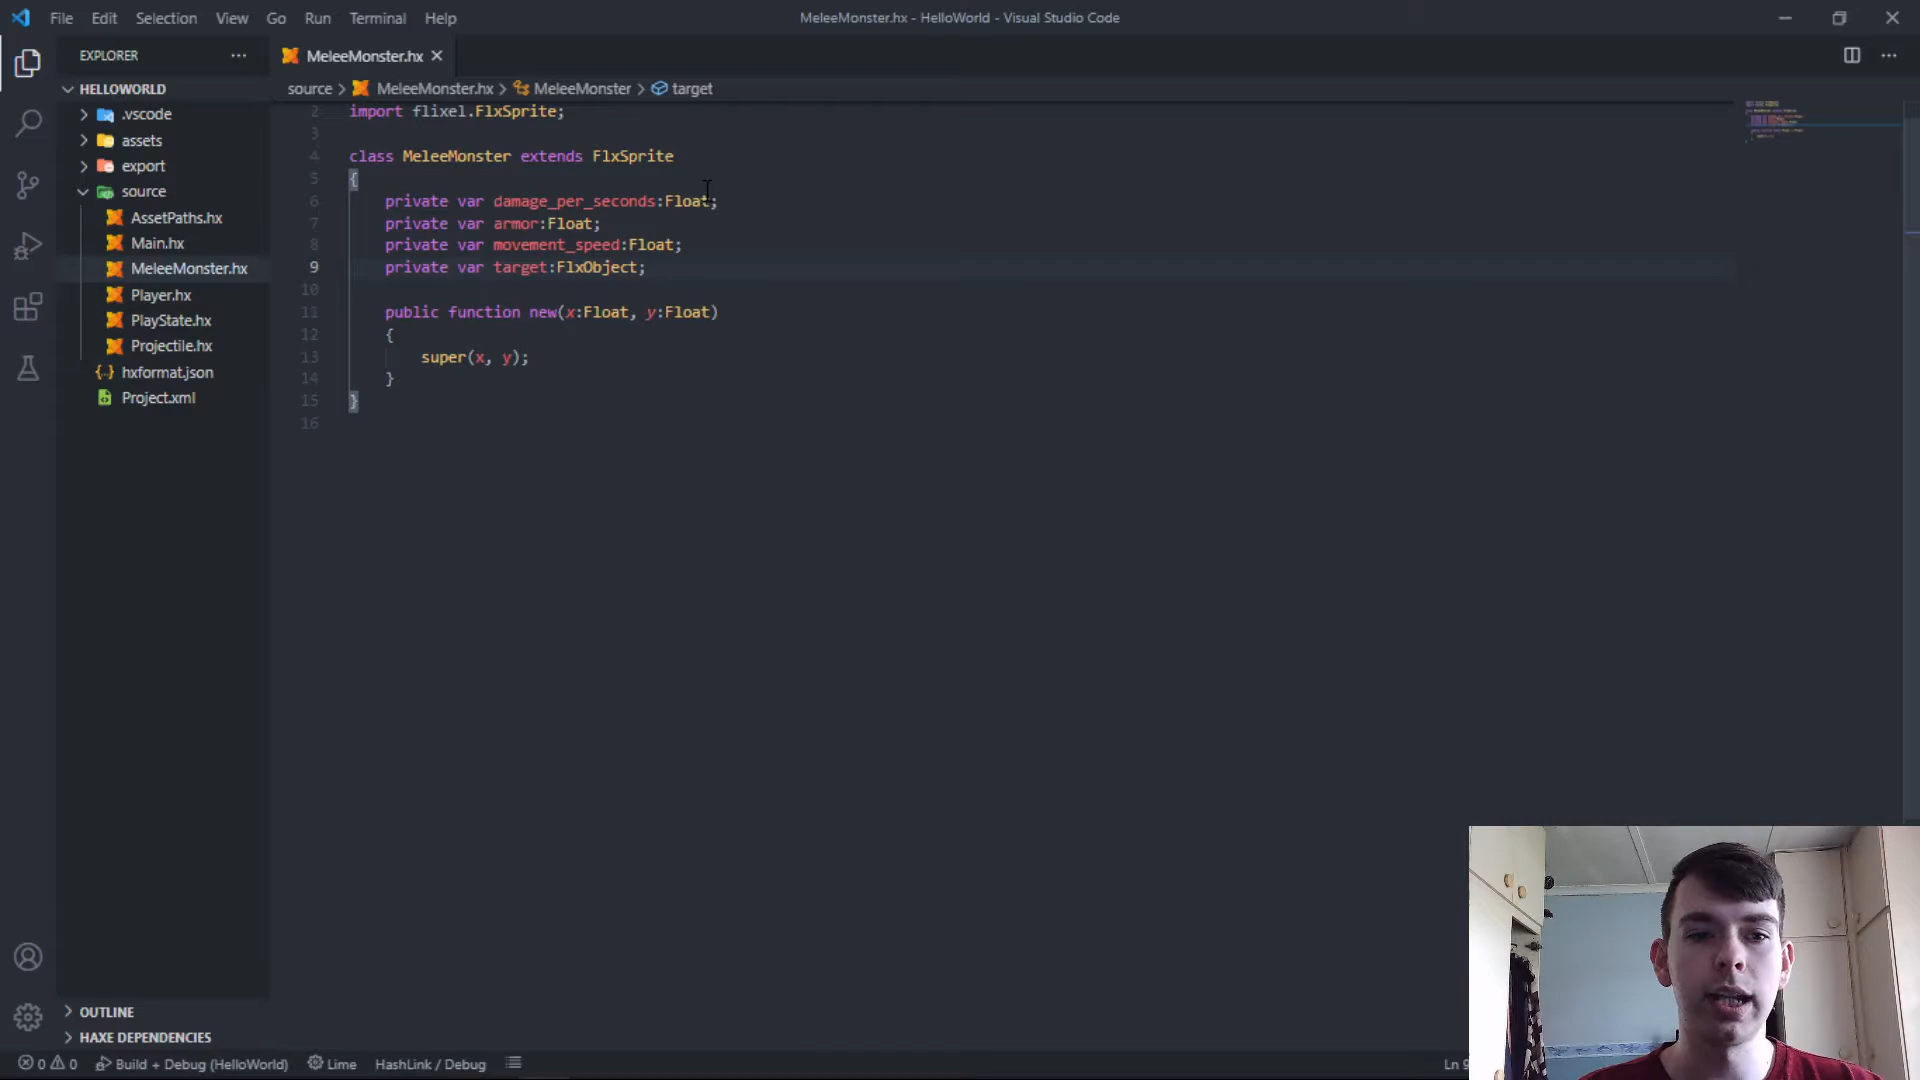 File Edit Selection View Go Run Terminal Help
MeleeMonster.hx - HelloWorld - Visual Studio Code
EXPLORER
MeleeMonster.hx
HELLOWORLD
source > MeleeMonster.hx > MeleeMonster > target
.vscode
assets
export
source
AssetPaths.hx
Main.hx
MeleeMonster.hx
Player.hx
PlayState.hx
Projectile.hx
hxformat.json
Project.xml
2 import flixel.FlxSprite;
3
4 class MeleeMonster extends FlxSprite
5 {
6 private var damage_per_seconds:Float;
7 private var armor:Float;
8 private var movement_speed:Float;
9 private var target:FlxObject;
10
11 public function new(x:Float, y:Float)
12 {
13 super(x, y);
14 }
15 }
16
OUTLINE
HAXE DEPENDENCIES
0 0 Build + Debug (HelloWorld) Lime HashLink / Debug